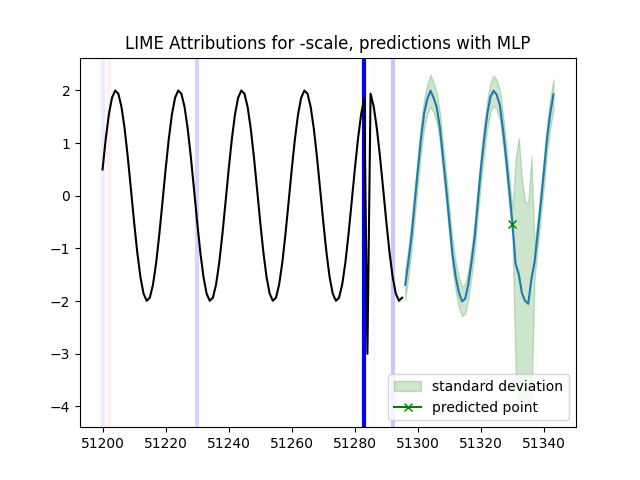 LIME Attributions for -scale, predictions with MLP
2
1
0
−1
−2
−3
−4
standard deviation
predicted point
51200 51220 51240 51260 51280 51300 51320 51340